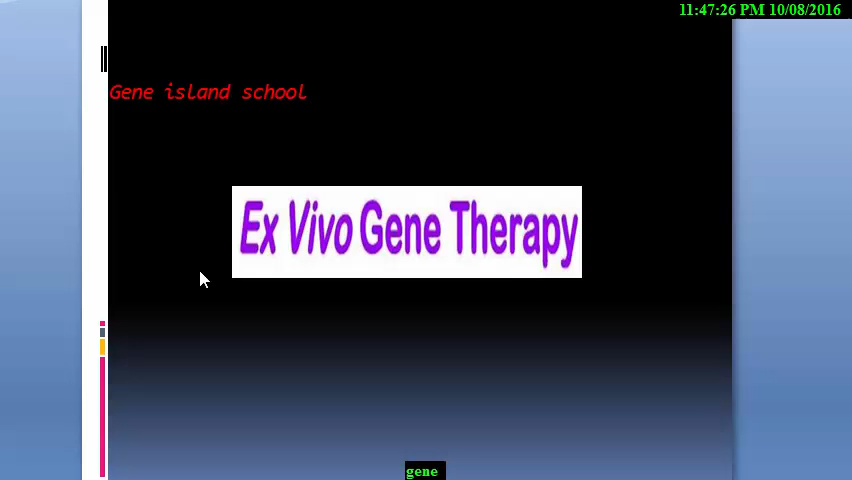 11:47:26 PM 10/08/2016
Gene island school
Ex Vivo Gene Therapy
gene